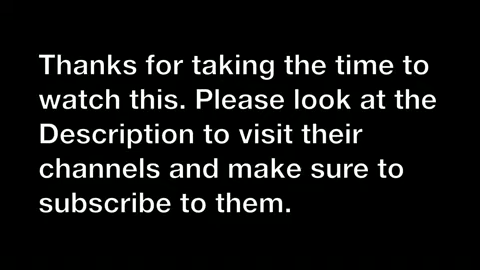 Thanks for taking the time to
watch this. Please look at the
Description to visit their
channels and make sure to
subscribe to them.